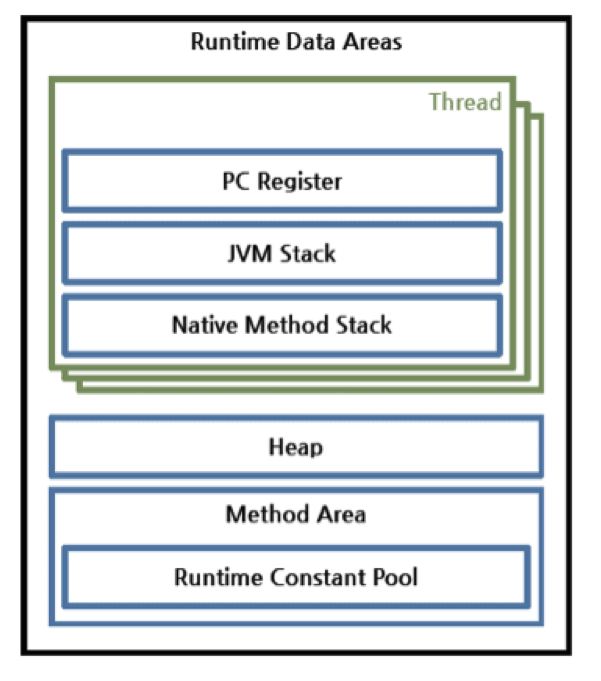 Runtime Data Areas
Thread
PC Register
JVM Stack
Native Method Stack
Heap
Method Area
Runtime Constant Pool